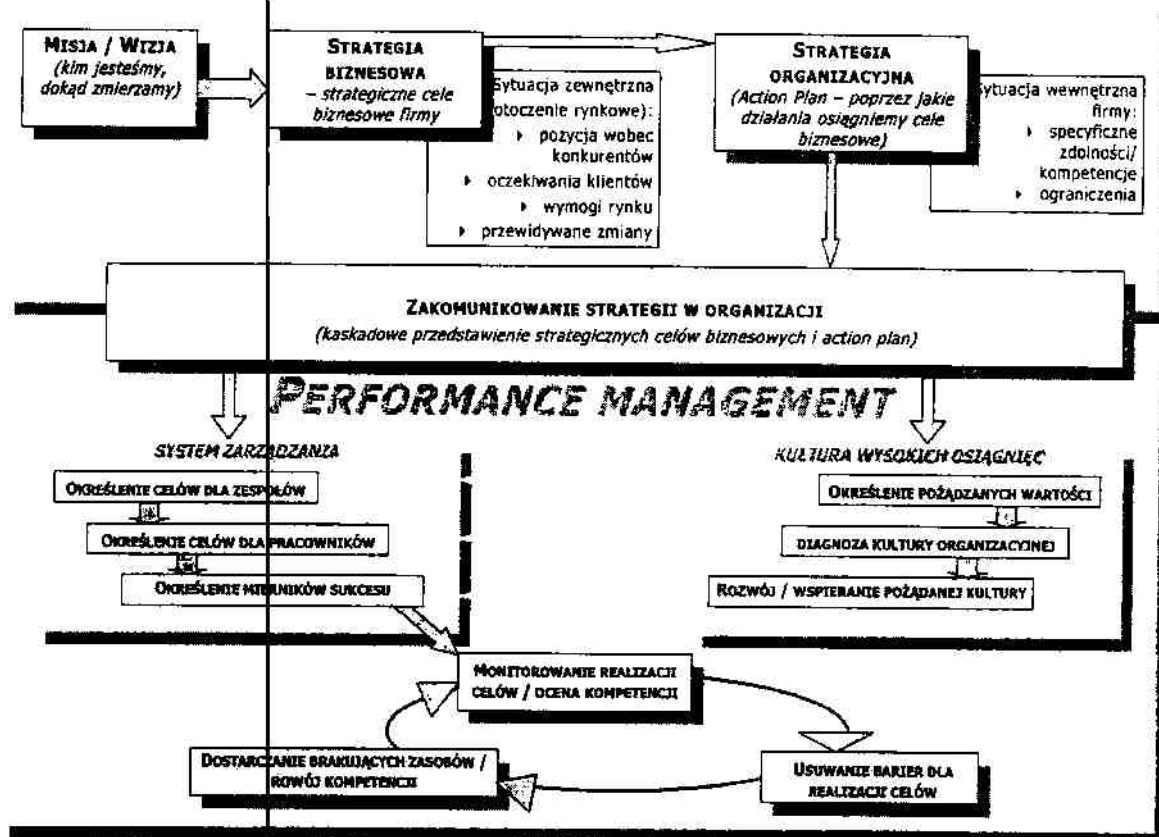 MISJA / WIZJA
(kim jesteśmy,
dokąd zmierzamy)
STRATEGIA
BIZNESOWA
– strategiczne cele
biznesowe firmy
Sytuacja zewnętrzna
(otoczenie rynkowe):
pozycja wobec
konkurentów
oczekiwania klientów
wymogi rynku
przewidywane zmiany
STRATEGIA
ORGANIZACYJNA
(Action Plan – poprzez jakie
działania osiągniemy cele
biznesowe)
Sytuacja wewnętrzna
firmy:
specyficzne
zdolności/
kompetencje
ograniczenia
ZAKOMUNIKOWANIE STRATEGII W ORGANIZACJI
(kaskadowe przedstawienie strategicznych celów biznesowych i action plan)
PERFORMANCE MANAGEMENT
SYSTEM ZARZĄDZANIA
OKREŚLENIE CELÓW DLA ZESPOŁÓW
OKREŚLENIE CELÓW DLA PRACOWNIKÓW
OKREŚLENIE MIERNIKÓW SUKCESU
KULTURA WYSOKICH OSIĄGNIĘĆ
OKREŚLENIE POŻĄDANYCH WARTOŚCI
DIAGNOZA KULTURY ORGANIZACYJNEJ
ROZWÓJ / WSPIERANIE POŻĄDANEJ KULTURY
MONITOROWANIE REALIZACJI
CELÓW / OCENA KOMPETENCJI
DOSTARCZANIE BRAKUJĄCYCH ZASOBÓW /
ROWÓJ KOMPETENCJI
USUWANIE BARIER DLA
REALIZACJI CELÓW